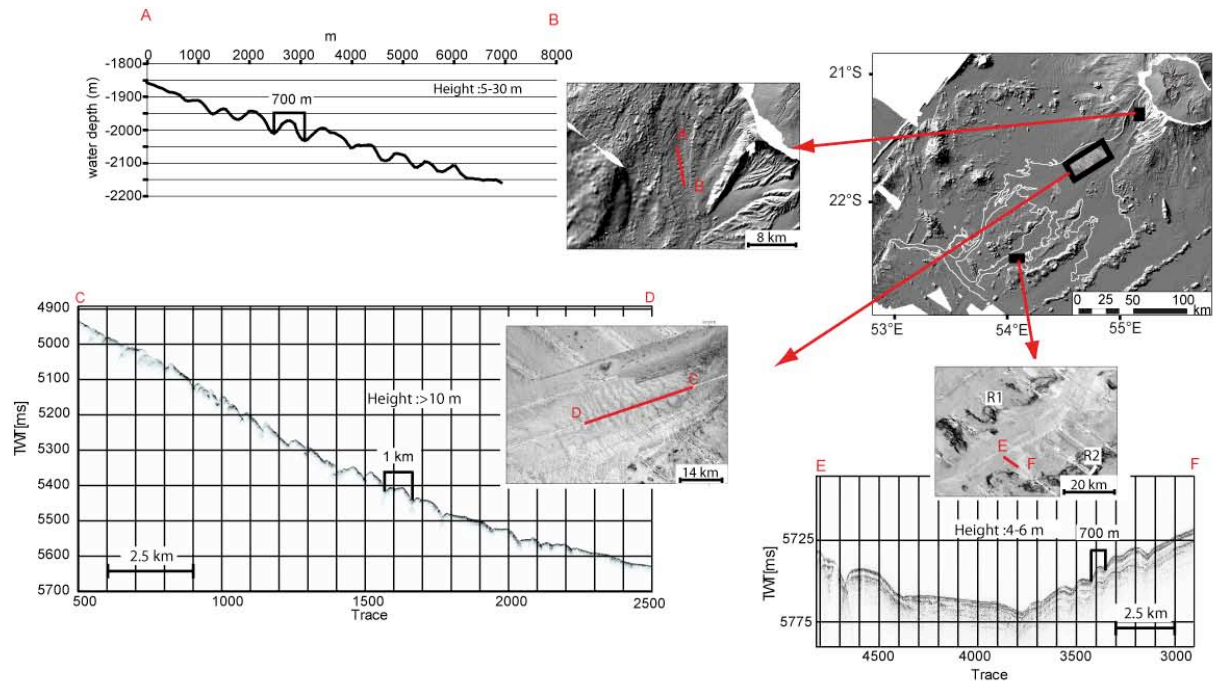 A
B
m
0 1000 2000 3000 4000 5000 6000 7000 8000
-1800
-1900
-2000
-2100
-2200
water depth (m)
700 m
Height :5-30 m
A
B
8 km
21°S
22°S
53°E 54°E 55°E
0 25 50 100
km
C
D
4900
5000
5100
5200
5300
5400
5500
5600
5700
TWT[ms]
Height :>10 m
1 km
2.5 km
500 1000 1500 2000 2500
Trace
C
D
14 km
R1
E
F
R2
20 km
E
F
Height :4-6 m
700 m
5725
5775
TWT[ms]
2.5 km
4500 4000 3500 3000
Trace